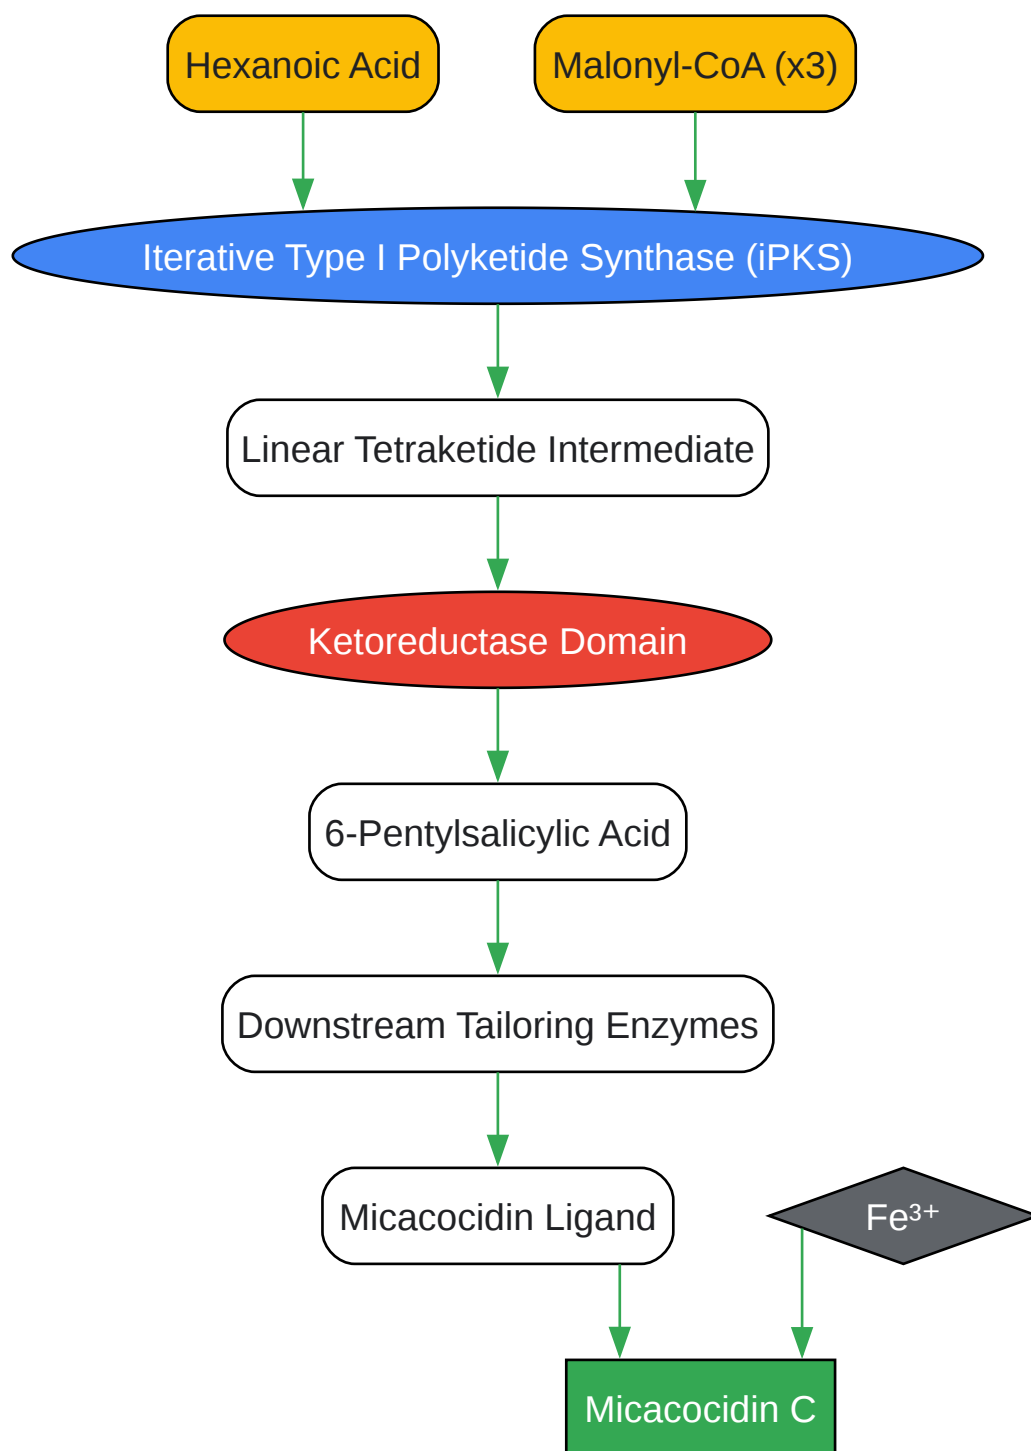 Hexanoic Acid
Malonyl-CoA (x3)
Iterative Type I Polyketide Synthase (iPKS)
Linear Tetraketide Intermediate
Ketoreductase Domain
6-Pentylsalicylic Acid
Downstream Tailoring Enzymes
Micacocidin Ligand
Fe³⁺
Micacocidin C